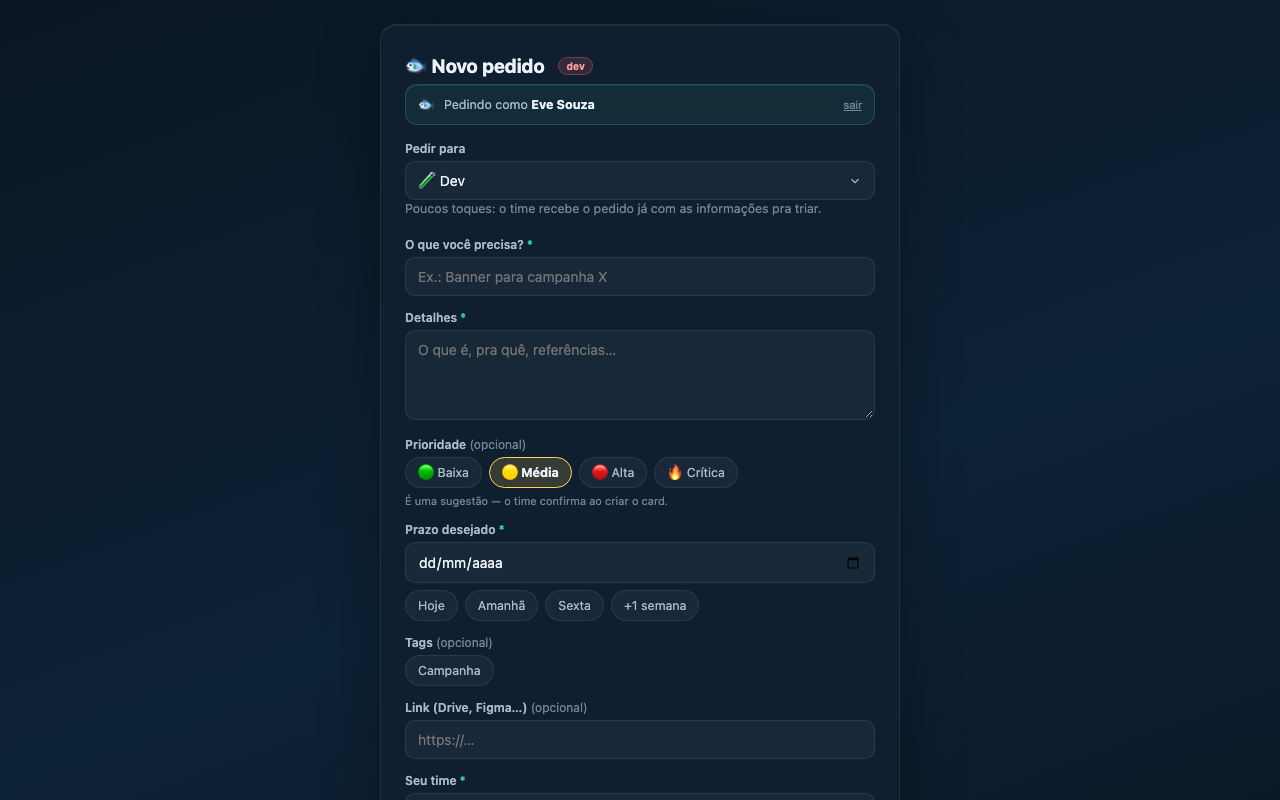 Novo pedido dev
Pedindo como Eve Souza sair
Pedir para
Dev
Poucos toques: o time recebe o pedido já com as informações pra triar.
O que você precisa? *
Ex.: Banner para campanha X
Detalhes *
O que é, pra quê, referências...
Prioridade (opcional)
Baixa Média Alta Crítica
É uma sugestão — o time confirma ao criar o card.
Prazo desejado *
dd/mm/aaaa
Hoje Amanhã Sexta +1 semana
Tags (opcional)
Campanha
Link (Drive, Figma...) (opcional)
https://...
Seu time *